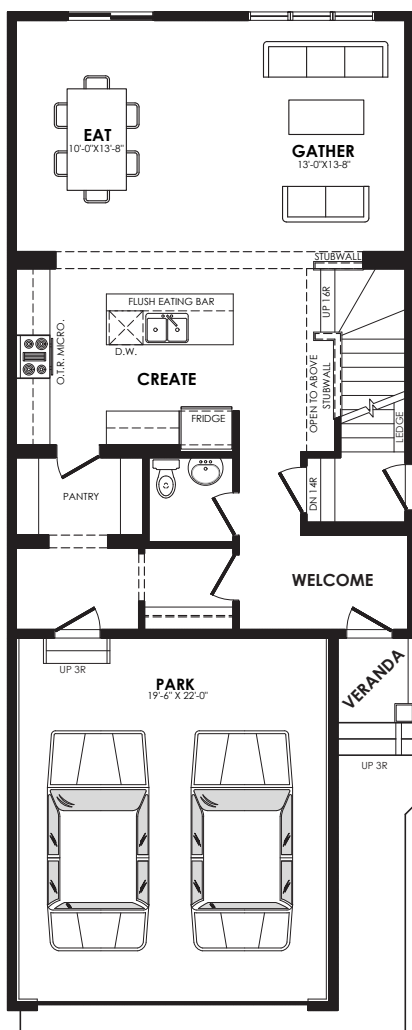 EAT
10'-0"X13'-8"
GATHER
13'-0"X13-8"
STUBWALL
UP 16R
FLUSH EATING BAR
O.T.R. MICRO.
D.W.
CREATE
OPEN TO ABOVE
STUBWALL
LEDGE
FRIDGE
PANTRY
DN 14R
WELCOME
UP 3R
PARK
19'-6" X 22'-0"
VERANDA
UP 3R